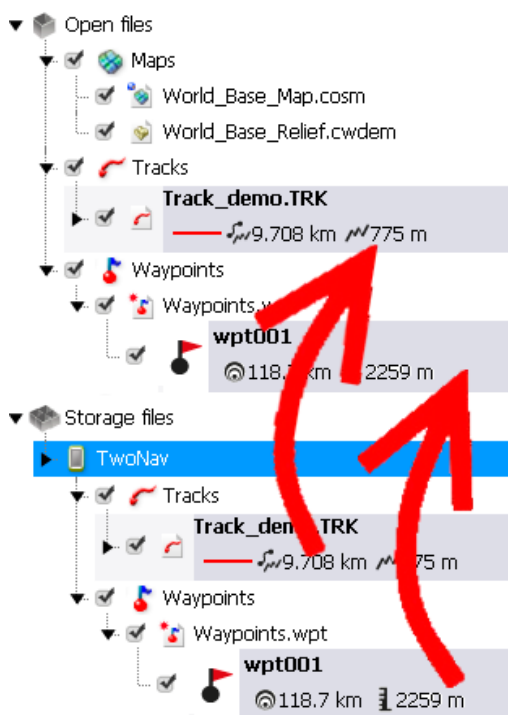 Open files
Maps
World_Base_Map.cosm
World_Base_Relief.cwdem
Tracks
Track_demo.TRK
9.708 km 775 m
Waypoints
wpt001
km 2259 m
Storage files
TwoNav
Tracks
9.708 km
Waypoints
Waypoints.wpt
wpt001
118.7 km 2259 m